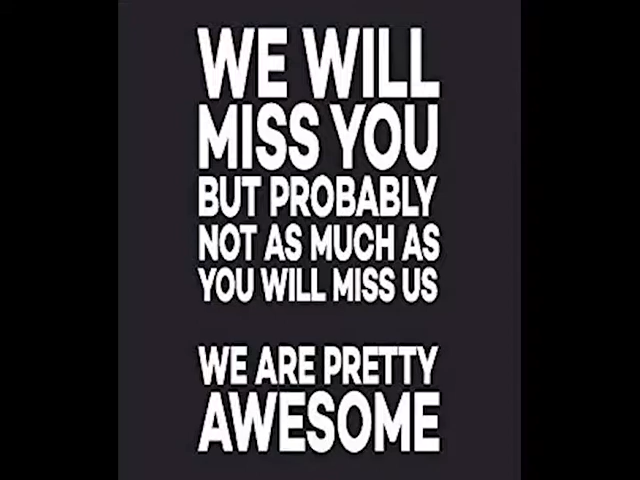 WE WILL
MISS YOU
BUT PROBABLY
NOT AS MUCH AS
YOU WILL MISS US
WE ARE PRETTY
AWESOME